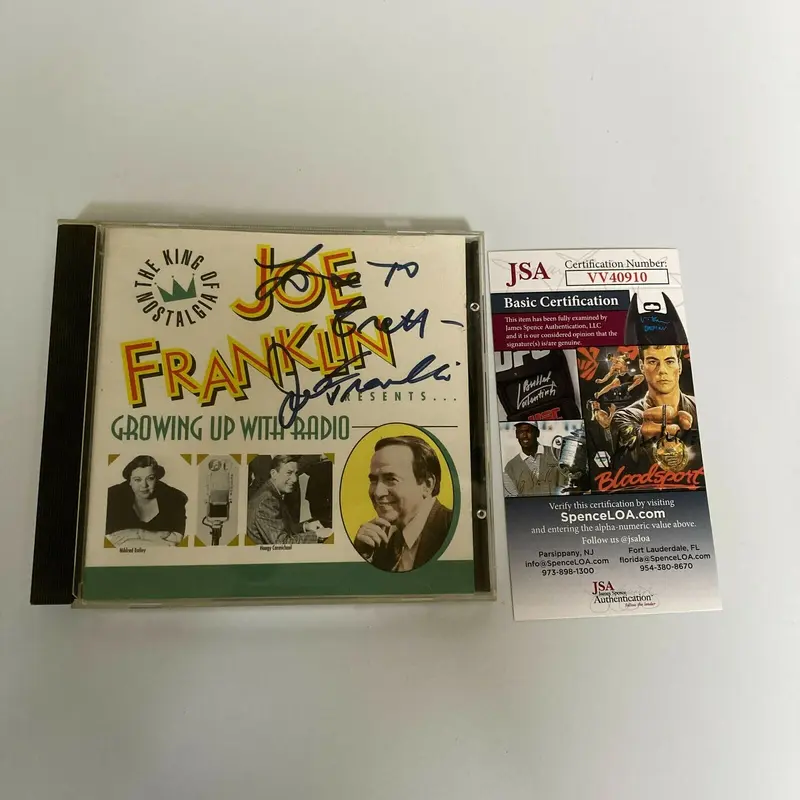 THE KING OF NOSTALGIA
JOE
FRANKLIN
PRESENTS...
GROWING UP WITH RADIO
Love to
Brett-
Joe Franklin
Mildred Bailey
Hoagy Carmichael
JSA
Certification Number:
VV40910
Basic Certification
This item has been fully examined by
James Spence Authentication, LLC
and it is our considered opinion that the
signature(s) is/are genuine.
UFC
Bloodsport
Verify this certification by visiting
SpenceLOA.com
and entering the alpha-numeric value above.
Follow us @jsaloa
Parsippany, NJ
info@SpenceLOA.com
973-898-1300
Fort Lauderdale, FL
florida@SpenceLOA.com
954-380-8670
JSA
James Spence
Authentication